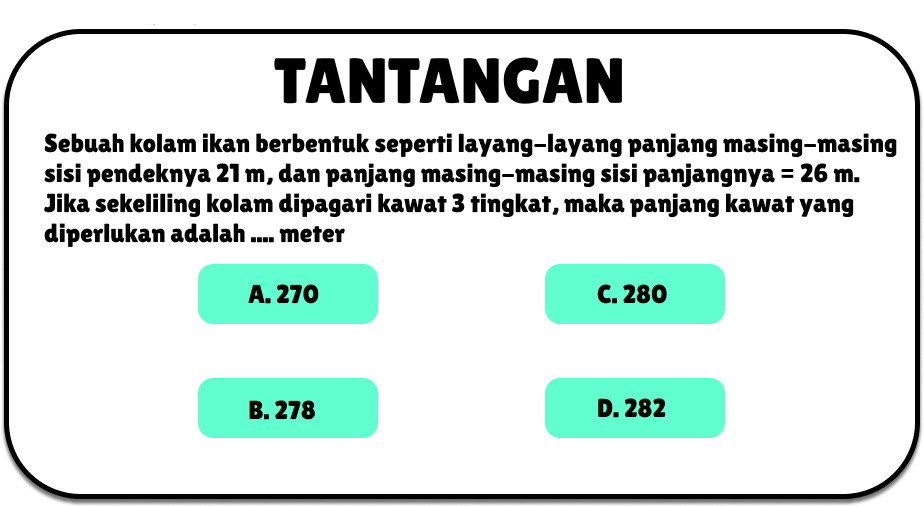 TANTANGAN
Sebuah kolam ikan berbentuk seperti layang-layang panjang masing-masing
sisi pendeknya 21 m, dan panjang masing-masing sisi panjangnya = 26 m.
Jika sekeliling kolam dipagari kawat 3 tingkat, maka panjang kawat yang
diperlukan adalah .... meter
A. 270
C. 280
B. 278
D. 282